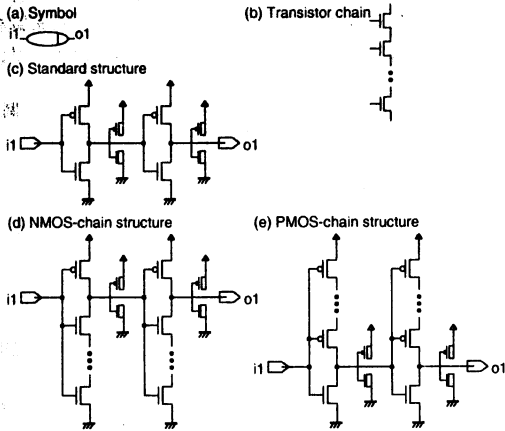 (a) Symbol
i1 o1
(b) Transistor chain
(c) Standard structure
i1 o1
(d) NMOS-chain structure
(e) PMOS-chain structure
i1 o1
i1 o1